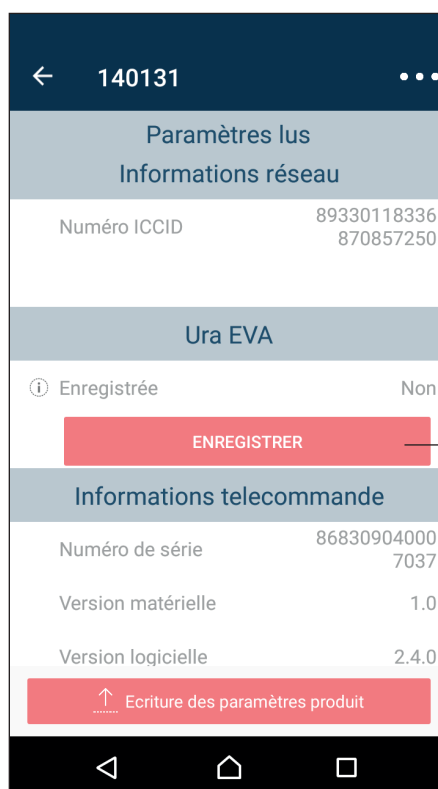 140131
Paramètres lus
Informations réseau
Numéro ICCID 89330118336
870857250
Ura EVA
Enregistrée Non
ENREGISTRER
Informations telecommande
Numéro de série 86830904000
7037
Version matérielle 1.0
Version logicielle 2.4.0
Ecriture des paramètres produit